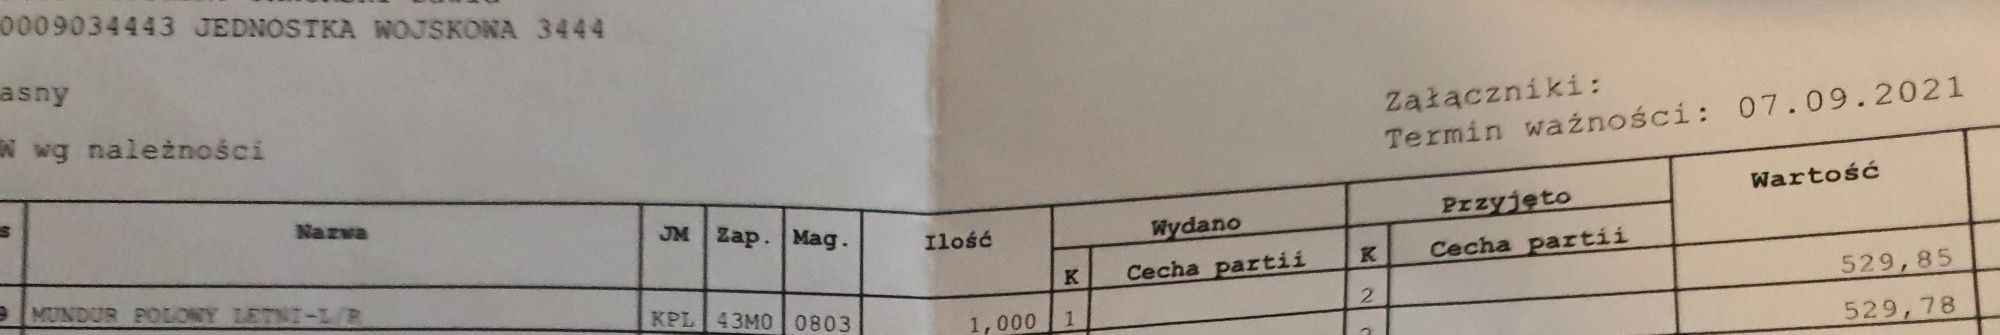 0009034443 JEDNOSTKA WOJSKOWA 3444
asny
Załączniki:
Termin ważności: 07.09.2021
W wg należności
s Nazwa JM Zap. Mag. Ilość Wydano Przyjęto Wartość
K Cecha partii K Cecha partii
2 529,85
MUNDUR POLOWY LETNI-L/R KPL 43M0 0803 1,000 1 529,78